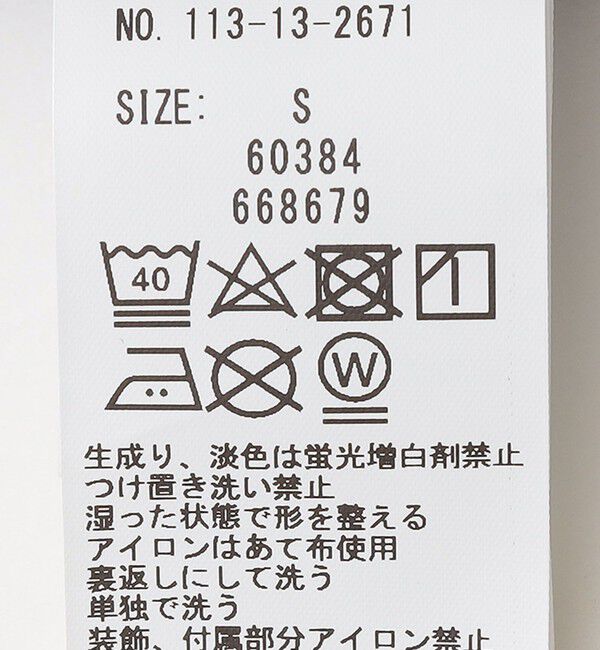 NO. 113-13-2671
SIZE: S
60384
668679
40
W
生成り、淡色は蛍光増白剤禁止
つけ置き洗い禁止
湿った状態で形を整える
アイロンはあて布使用
裏返しにして洗う
単独で洗う
装飾、付属部分アイロン禁止